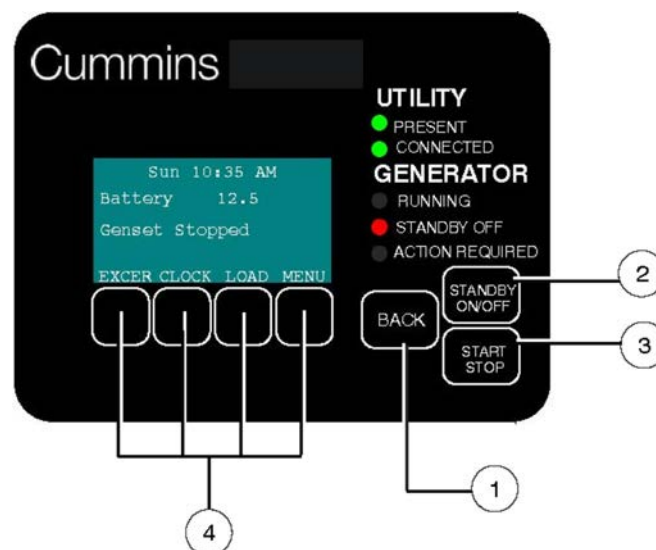 Cummins
UTILITY
PRESENT
CONNECTED
GENERATOR
RUNNING
STANDBY OFF
ACTION REQUIRED
Sun 10:35 AM
Battery 12.5
Genset Stopped
EXCER CLOCK LOAD MENU
BACK
STANDBY
ON/OFF
START
STOP
2
3
1
4